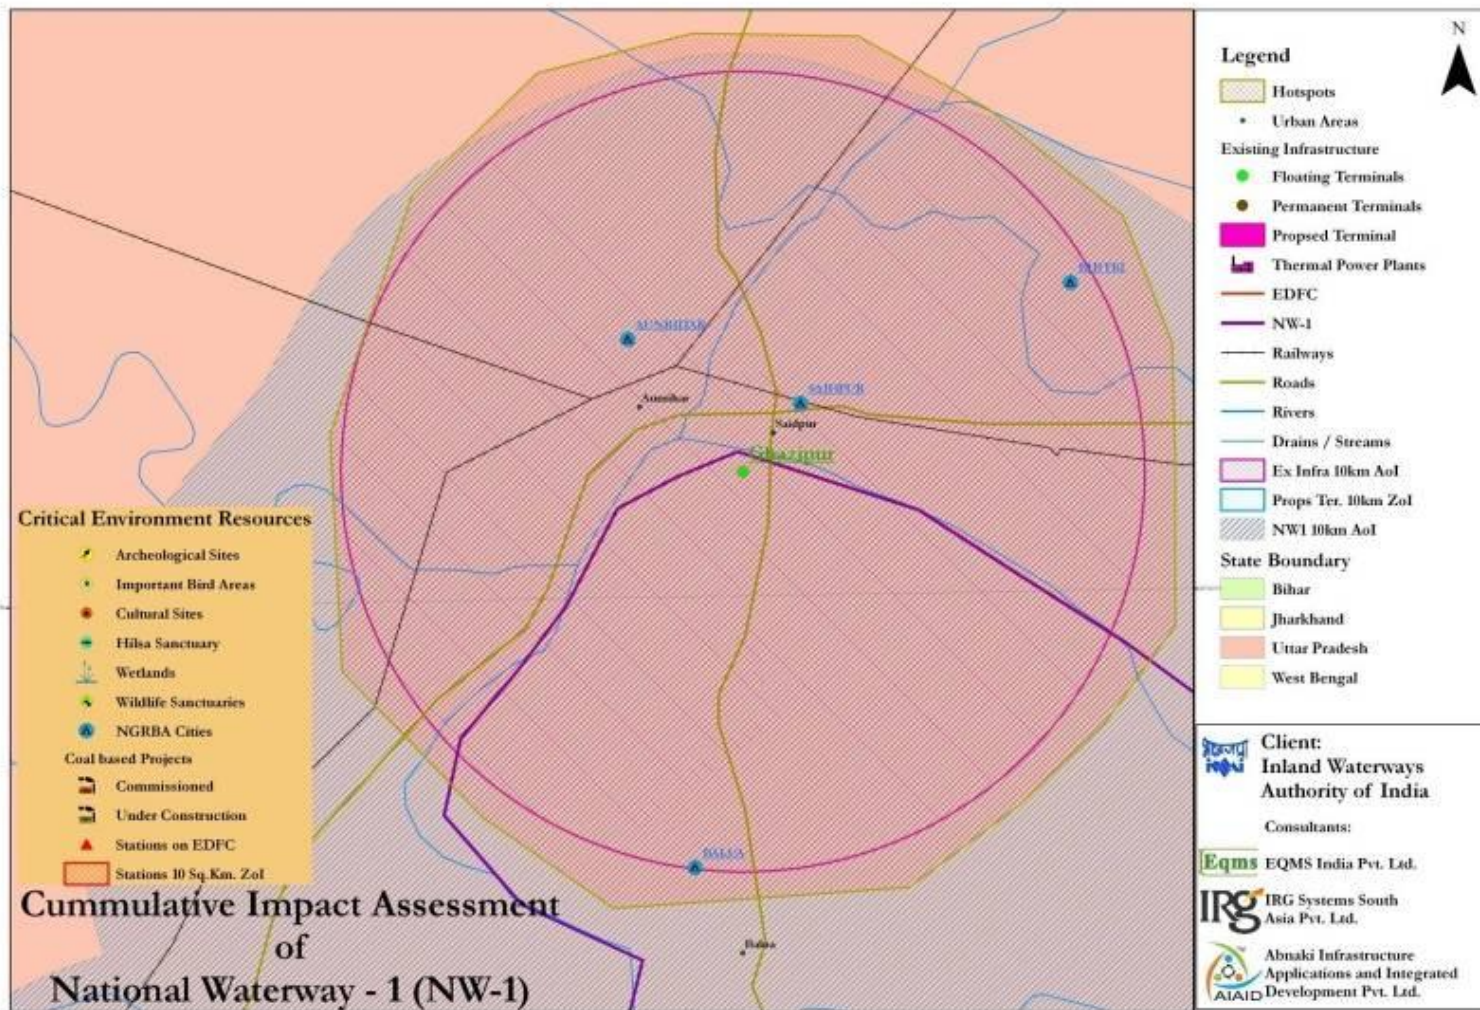 N
Legend
Hotspots
Urban Areas
Existing Infrastructure
Floating Terminals
Permanent Terminals
Propsed Terminal
Thermal Power Plants
EDFC
NW-1
Railways
Roads
Rivers
Drains / Streams
Ex Infra 10km AoI
Props Ter. 10km ZoI
NW1 10km AoI
State Boundary
Bihar
Jharkhand
Uttar Pradesh
West Bengal
AUNRIHAR
SAIDPUR
Aunrihar
Saidpur
Ghazipur
BALUA
Balua
Critical Environment Resources
Archeological Sites
Important Bird Areas
Cultural Sites
Hilsa Sanctuary
Wetlands
Wildlife Sanctuaries
NGRBA Cities
Coal based Projects
Commissioned
Under Construction
Stations on EDFC
Stations 10 Sq.Km. ZoI
Cummulative Impact Assessment
of
National Waterway - 1 (NW-1)
Client:
Inland Waterways
Authority of India
Consultants:
Eqms
EQMS India Pvt. Ltd.
IRG
IRG Systems South
Asia Pvt. Ltd.
AIAID
Abnaki Infrastructure
Applications and Integrated
Development Pvt. Ltd.